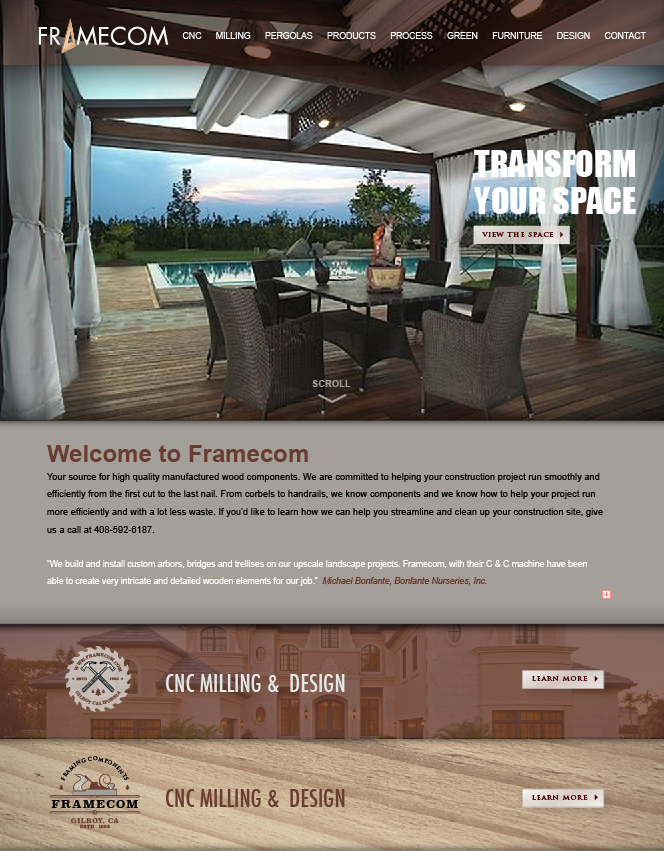 FRAMECOM CNC MILLING PERGOLAS PRODUCTS PROCESS GREEN FURNITURE DESIGN CONTACT
TRANSFORM
YOUR SPACE
VIEW THE SPACE
SCROLL
Welcome to Framecom
Your source for high quality manufactured wood components. We are committed to helping your construction project run smoothly and
efficiently from the first cut to the last nail. From corbels to handrails, we know components and we know how to help your project run
more efficiently and with a lot less waste. If you'd like to learn how we can help you streamline and clean up your construction site, give
us a call at 408-592-6187.
"We build and install custom arbors, bridges and trellises on our upscale landscape projects. Framecom, with their C & C machine have been
able to create very intricate and detailed wooden elements for our job." Michael Bonfante, Bonfante Nurseries, Inc.
WWW.FRAMECOM.COM
GILROY CALIFORNIA
CNC MILLING & DESIGN
LEARN MORE
FRAMING COMPONENTS
FRAMECOM
GILROY, CA
CNC MILLING & DESIGN
LEARN MORE